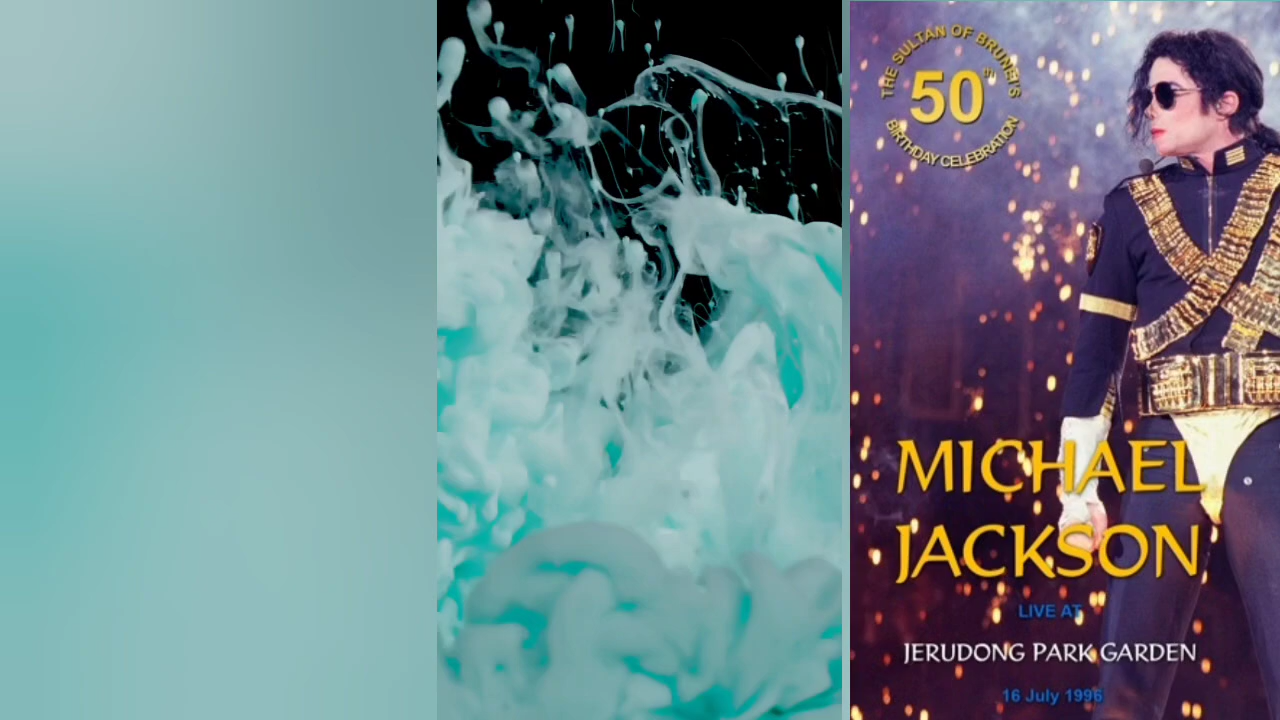 THE SULTAN OF BRUNEI'S
50th
BIRTHDAY CELEBRATION
MICHAEL
JACKSON
LIVE AT
JERUDONG PARK GARDEN
16 July 1996